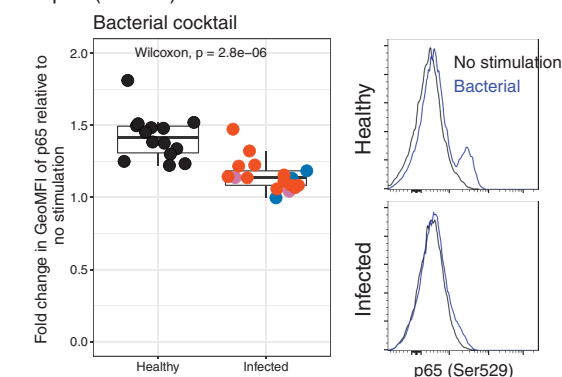 Bacterial cocktail
Fold change in GeoMFI of p65 relative to
no stimulation
2.0
1.5
1.0
0.5
0.0
Wilcoxon, p = 2.8e−06
Healthy
Infected
Healthy
No stimulation
Bacterial
Infected
p65 (Ser529)